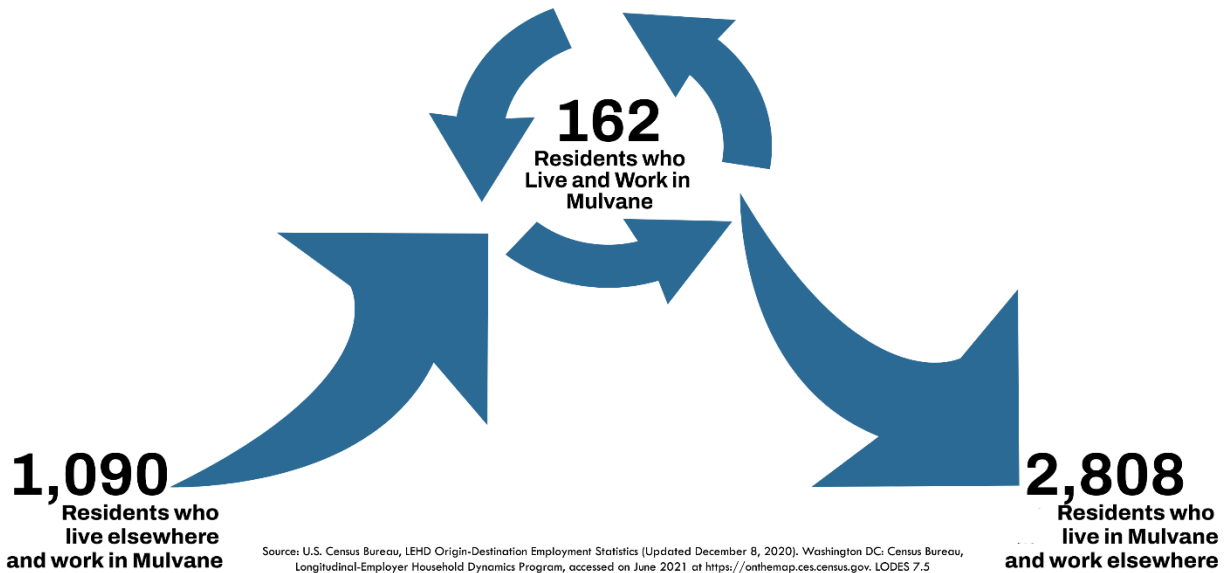 162
Residents who
Live and Work in
Mulvane
1,090
Residents who
live elsewhere
and work in Mulvane
2,808
Residents who
live in Mulvane
and work elsewhere
Source: U.S. Census Bureau, LEHD Origin-Destination Employment Statistics (Updated December 8, 2020). Washington DC: Census Bureau,
Longitudinal-Employer Household Dynamics Program, accessed on June 2021 at https://onthemap.ces.census.gov. LODES 7.5